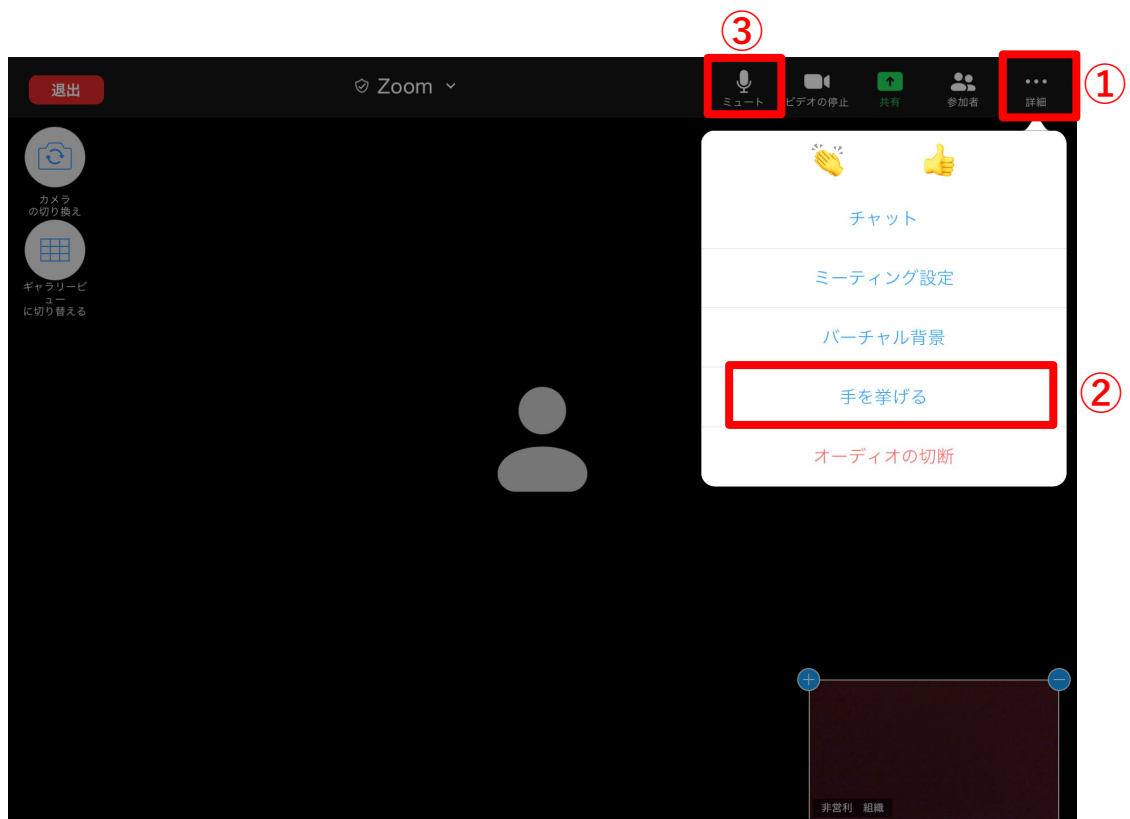 ③
退出
Zoom
ミュート
ビデオの停止
共有
参加者
詳細
①
カメラ
の切り換え
ギャラリービ
ュー
に切り替える
チャット
ミーティング設定
バーチャル背景
手を挙げる
②
オーディオの切断
非営利 組織